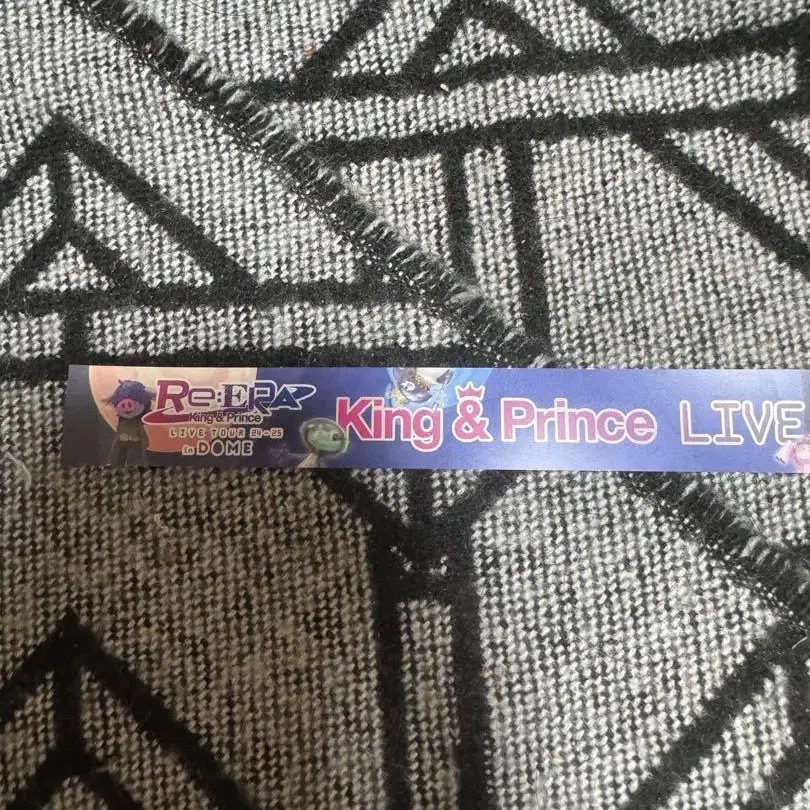 Re:ERA
King & Prince
LIVE TOUR 24-25
in DOME
King & Prince LIVE